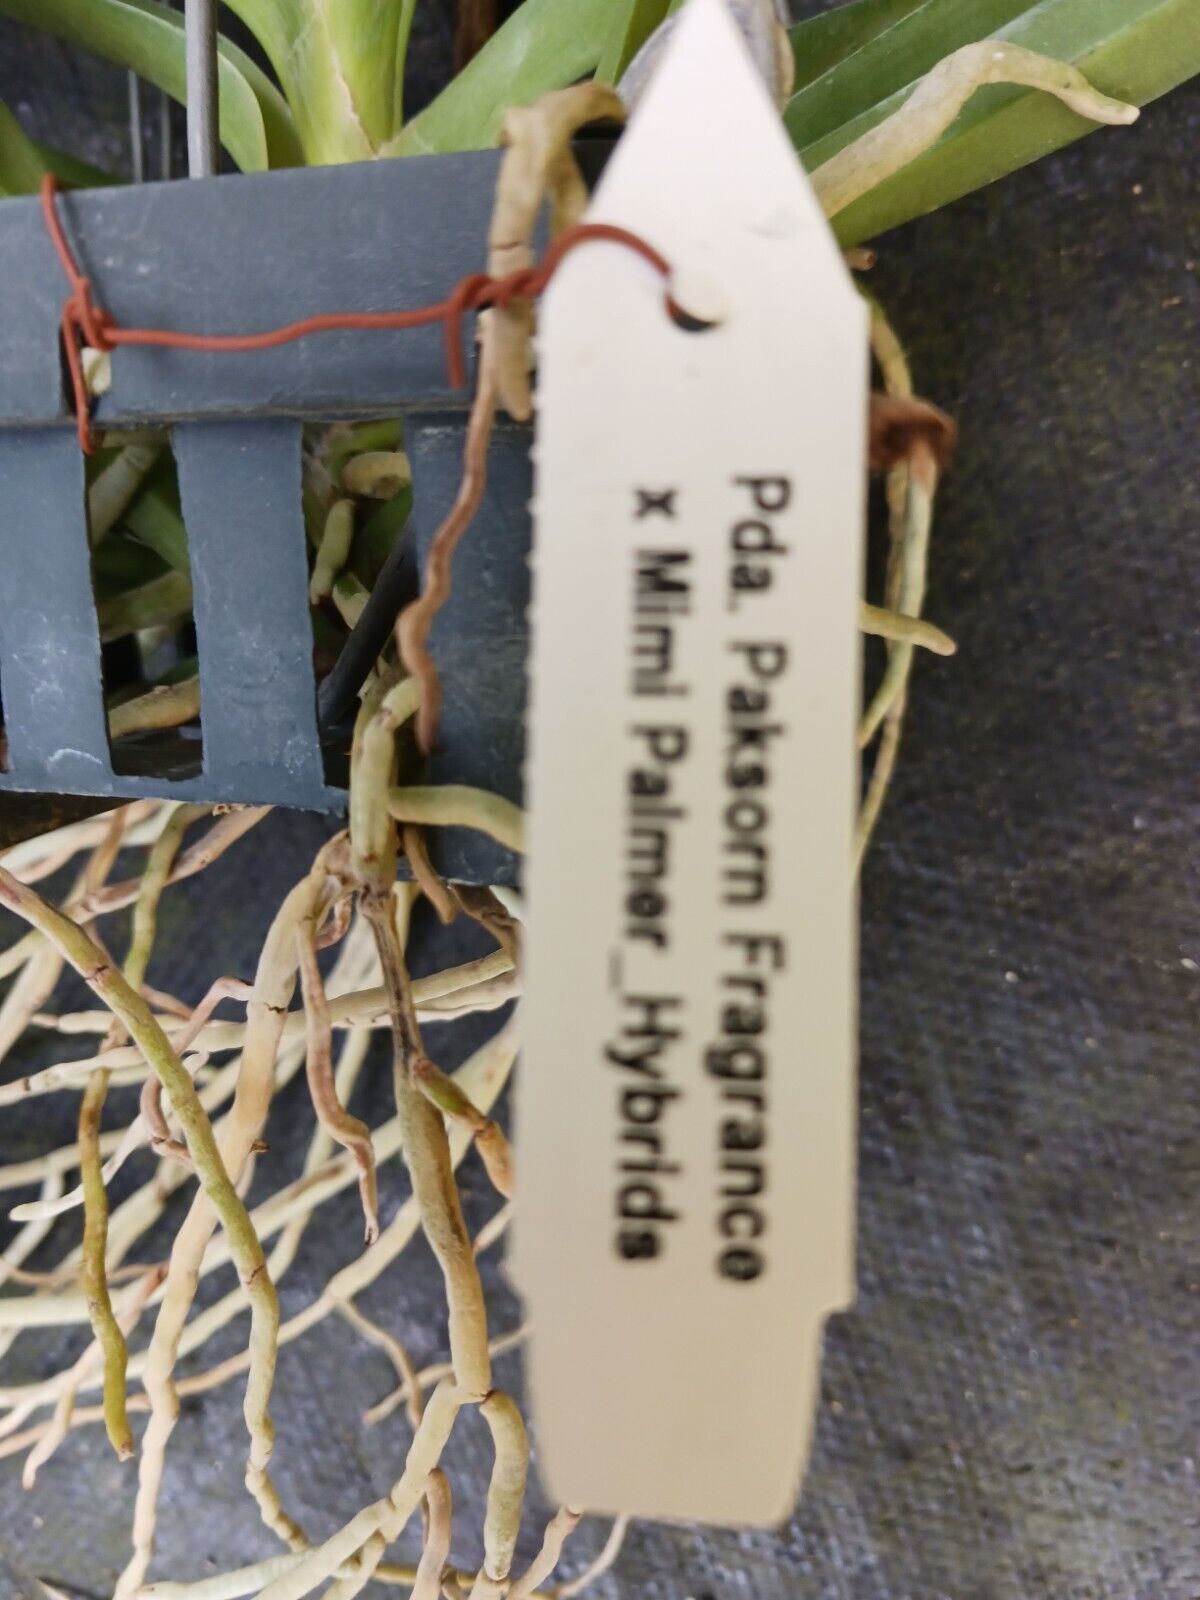 Pda. Paksorn Fragrance
x Mimi Palmer_Hybrids